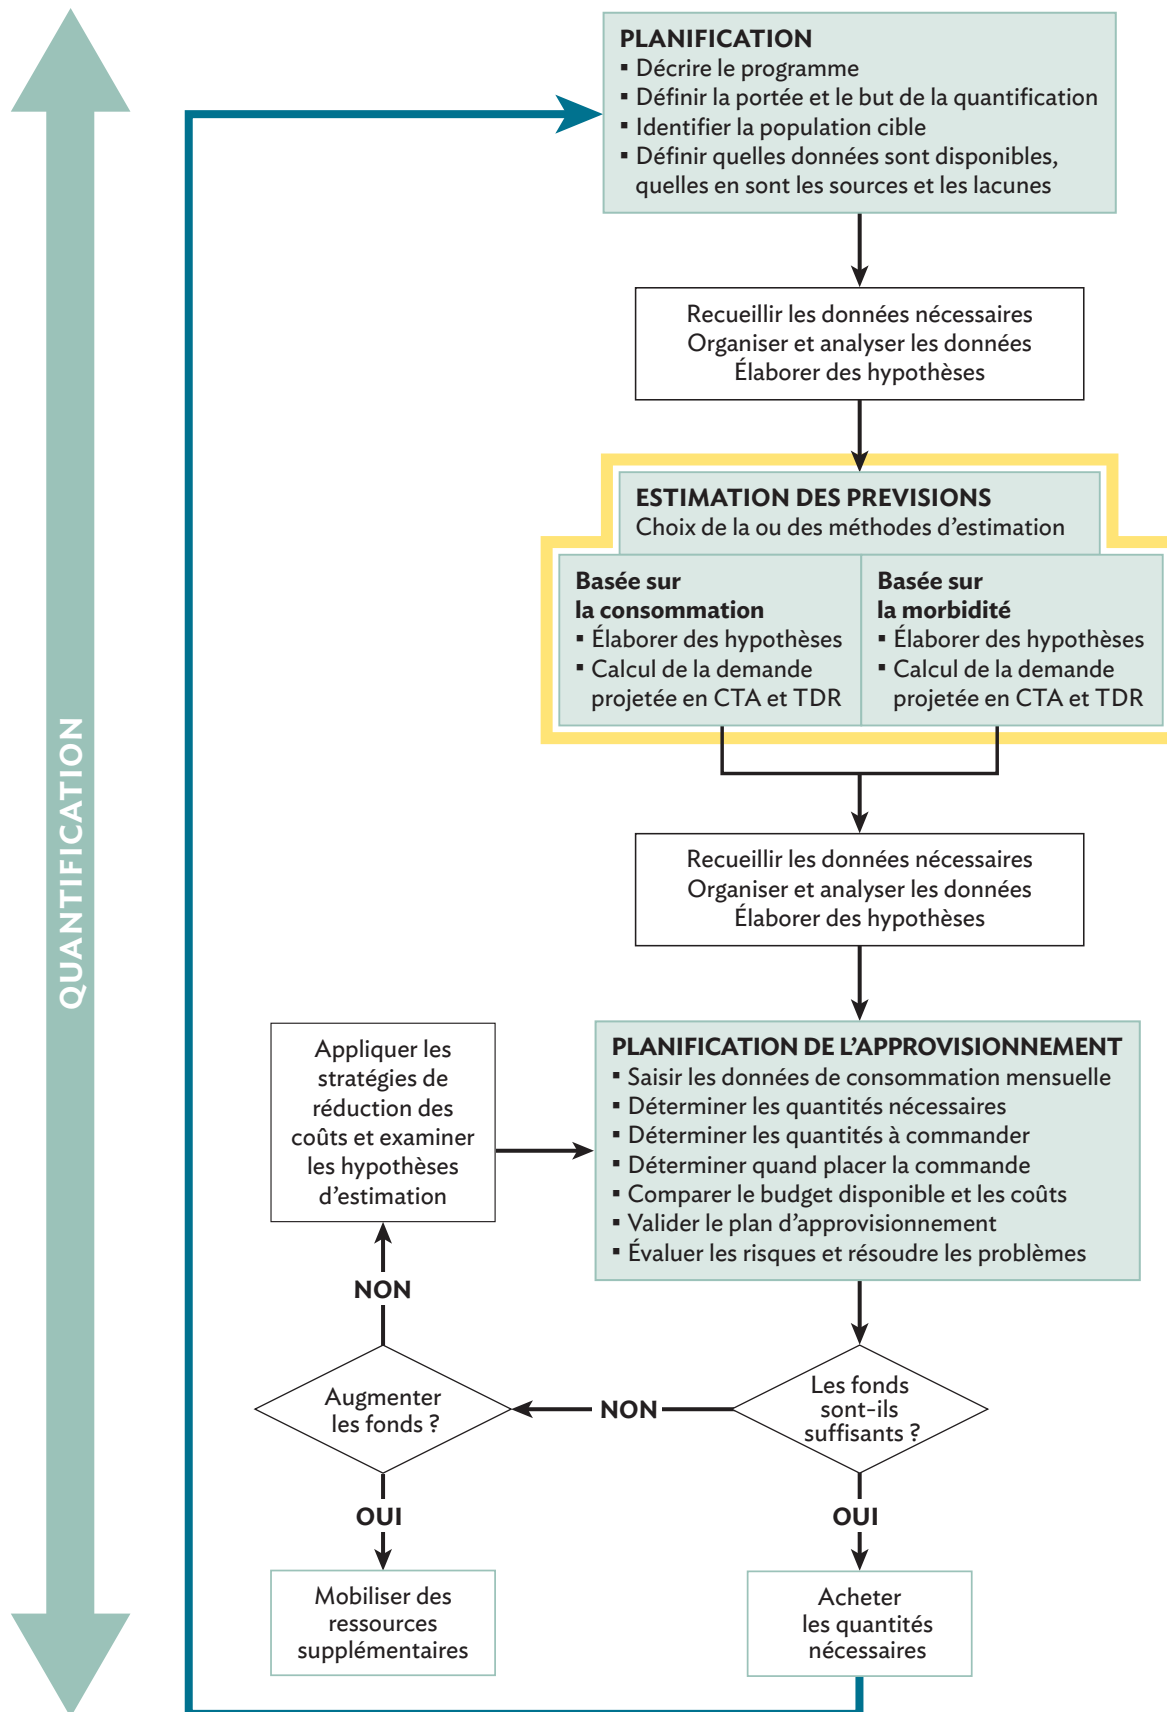 PLANIFICATION
▪ Décrire le programme
▪ Définir la portée et le but de la quantification
▪ Identifier la population cible
▪ Définir quelles données sont disponibles,
quelles en sont les sources et les lacunes
Recueillir les données nécessaires
Organiser et analyser les données
Élaborer des hypothèses
ESTIMATION DES PREVISIONS
Choix de la ou des méthodes d’estimation
Basée sur
la consommation
▪ Élaborer des hypothèses
▪ Calcul de la demande
projetée en CTA et TDR
Basée sur
la morbidité
▪ Élaborer des hypothèses
▪ Calcul de la demande
projetée en CTA et TDR
QUANTIFICATION
Recueillir les données nécessaires
Organiser et analyser les données
Élaborer des hypothèses
PLANIFICATION DE L’APPROVISIONNEMENT
▪ Saisir les données de consommation mensuelle
▪ Déterminer les quantités nécessaires
▪ Déterminer les quantités à commander
▪ Déterminer quand placer la commande
▪ Comparer le budget disponible et les coûts
▪ Valider le plan d’approvisionnement
▪ Évaluer les risques et résoudre les problèmes
Appliquer les
stratégies de
réduction des
coûts et examiner
les hypothèses
d’estimation
NON
Les fonds
sont-ils
suffisants ?
NON
Augmenter
les fonds ?
OUI
OUI
Mobiliser des
ressources
supplémentaires
Acheter
les quantités
nécessaires